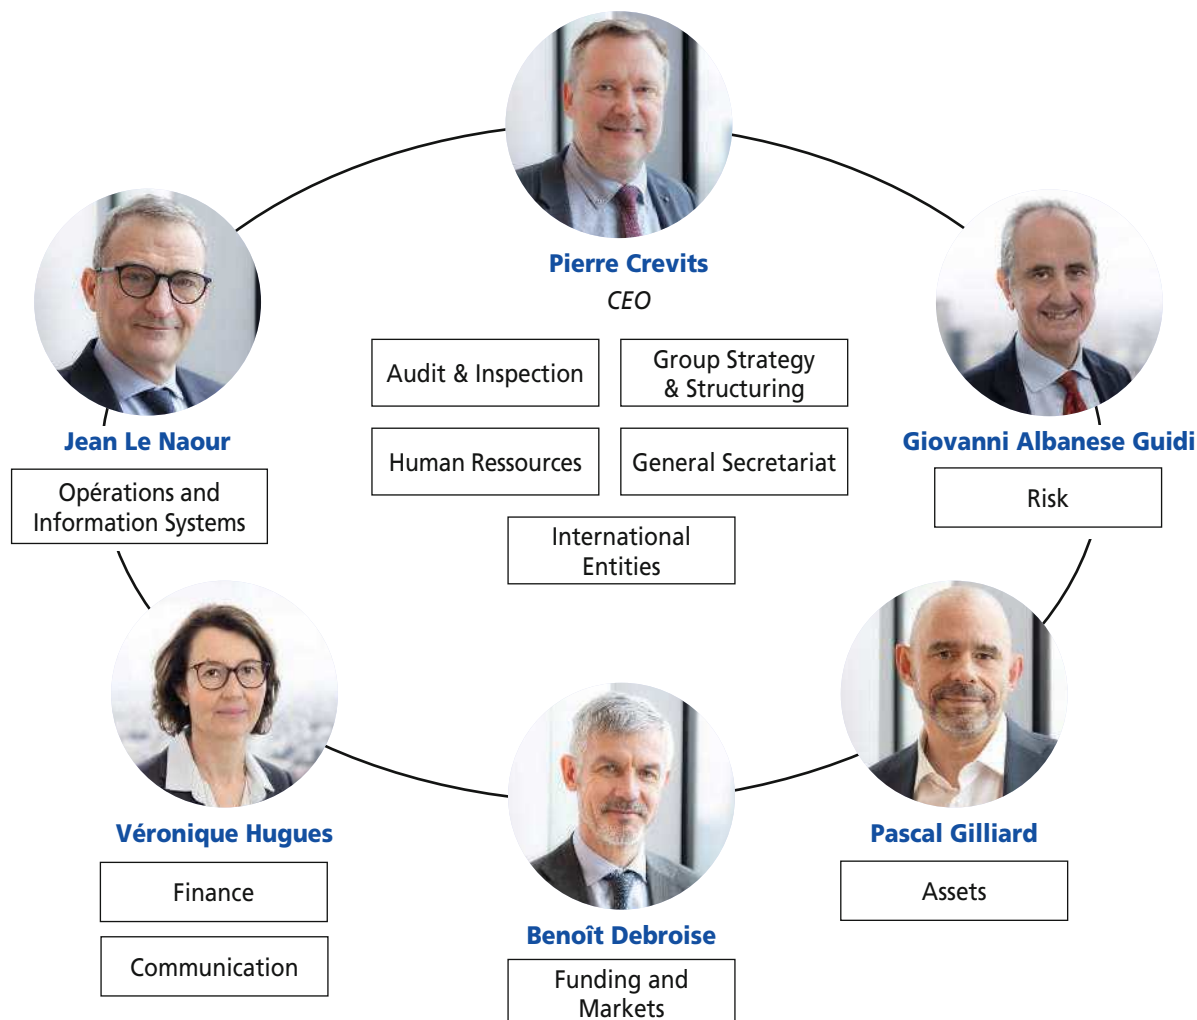 Pierre Crevits
CEO
Audit & Inspection
Group Strategy
& Structuring
Human Ressources
General Secretariat
International
Entities
Jean Le Naour
Opérations and
Information Systems
Giovanni Albanese Guidi
Risk
Véronique Hugues
Finance
Communication
Benoît Debroise
Funding and
Markets
Pascal Gilliard
Assets